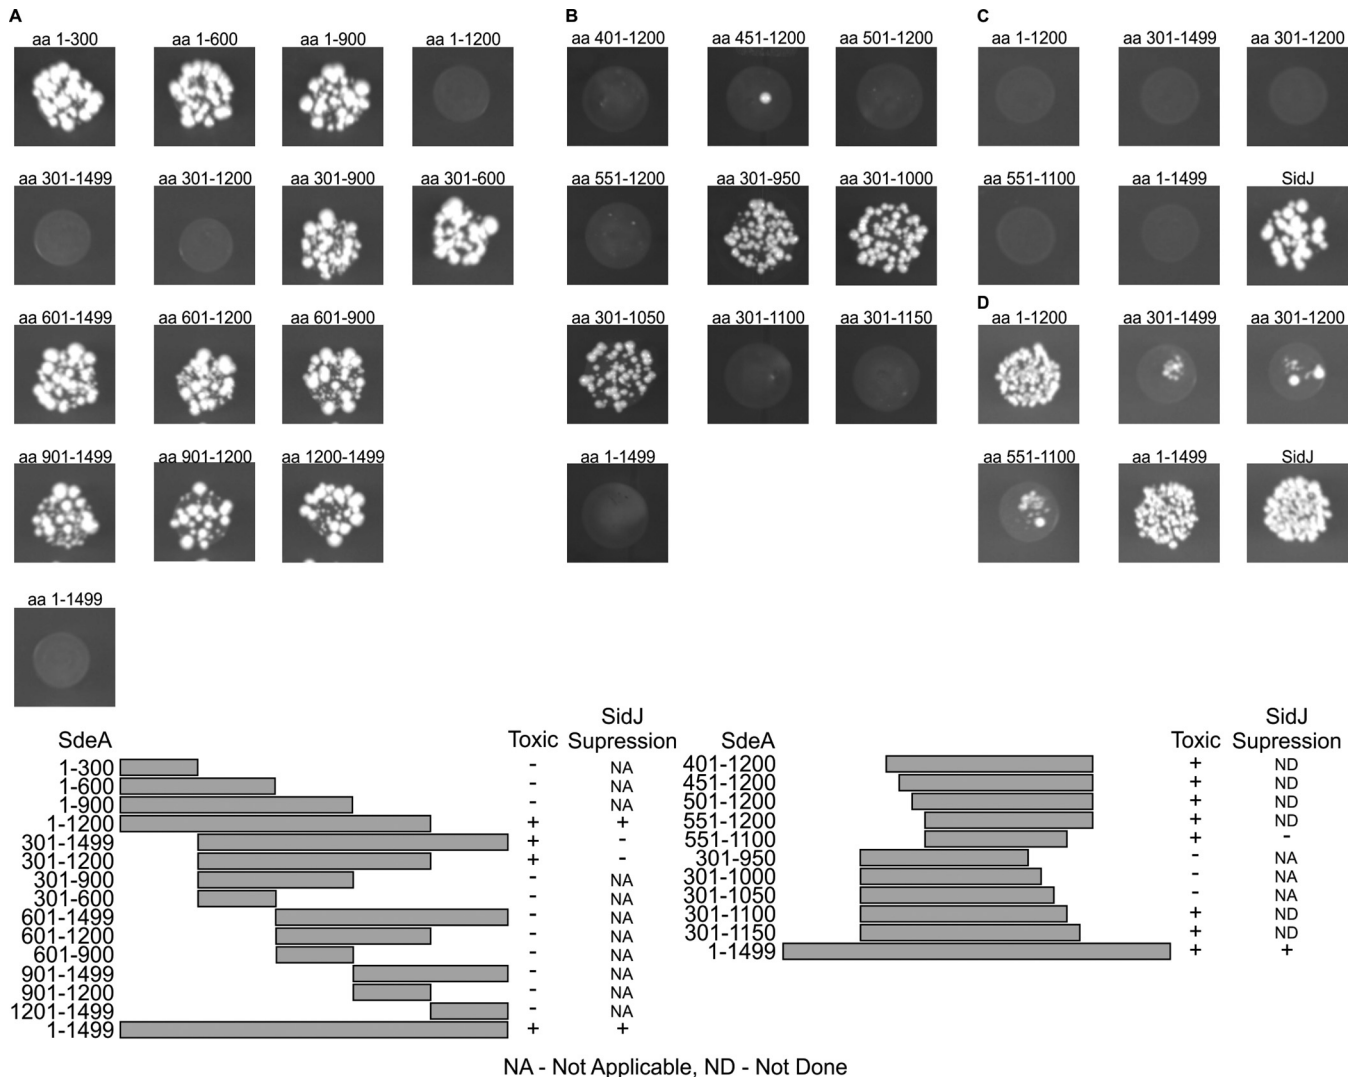 A
aa 1-300 aa 1-600 aa 1-900 aa 1-1200
aa 301-1499 aa 301-1200 aa 301-900 aa 301-600
aa 601-1499 aa 601-1200 aa 601-900
aa 901-1499 aa 901-1200 aa 1200-1499
aa 1-1499
B
aa 401-1200 aa 451-1200 aa 501-1200
aa 551-1200 aa 301-950 aa 301-1000
aa 301-1050 aa 301-1100 aa 301-1150
aa 1-1499
C
aa 1-1200 aa 301-1499 aa 301-1200
aa 551-1100 aa 1-1499 SidJ
D
aa 1-1200 aa 301-1499 aa 301-1200
aa 551-1100 aa 1-1499 SidJ
SidJ
SdeA Toxic Supression
1-300 - NA
1-600 - NA
1-900 - NA
1-1200 + +
301-1499 + -
301-1200 + -
301-900 - NA
301-600 - NA
601-1499 - NA
601-1200 - NA
601-900 - NA
901-1499 - NA
901-1200 - NA
1201-1499 - NA
1-1499 + +
SidJ
SdeA Toxic Supression
401-1200 + ND
451-1200 + ND
501-1200 + ND
551-1200 + ND
551-1100 + -
301-950 - NA
301-1000 - NA
301-1050 - NA
301-1100 + ND
301-1150 + ND
1-1499 + +
NA - Not Applicable, ND - Not Done